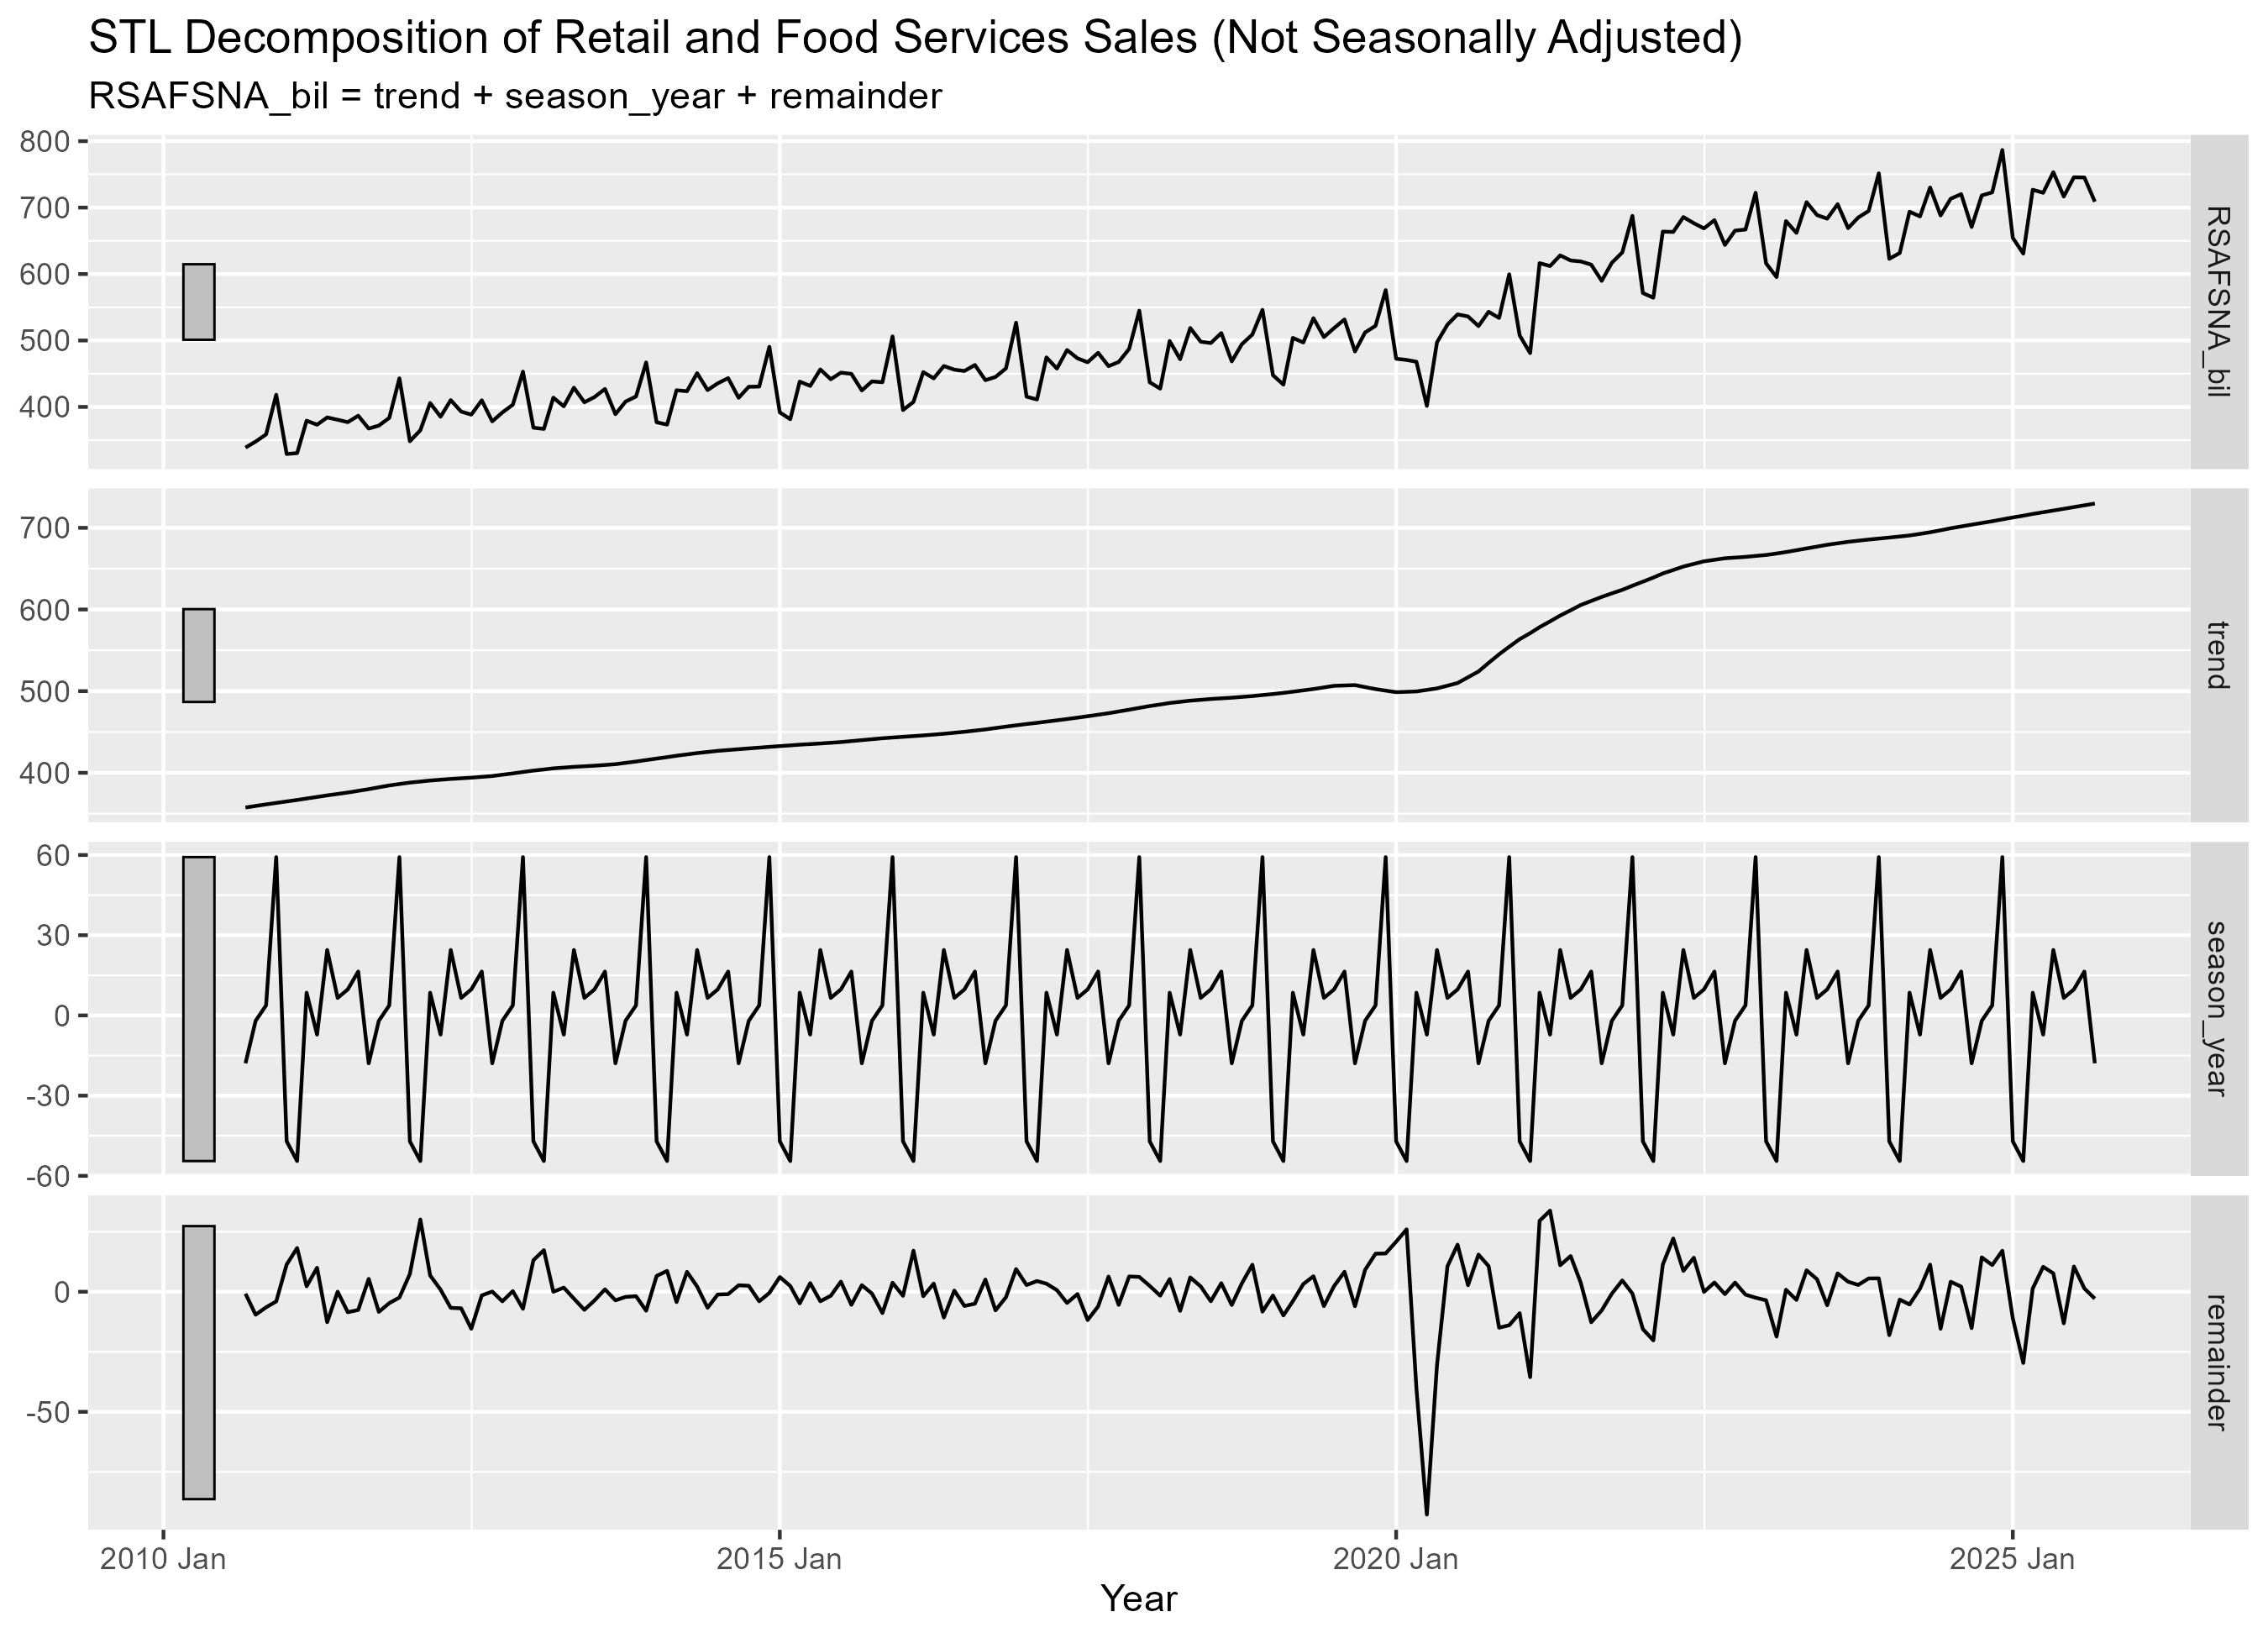 STL Decomposition of Retail and Food Services Sales (Not Seasonally Adjusted)
RSAFSNA_bil = trend + season_year + remainder
800
700
600
500
400
RSAFSNA_bil
700
600
500
400
trend
60
30
0
-30
-60
season_year
0
-50
remainder
2010 Jan
2015 Jan
2020 Jan
2025 Jan
Year